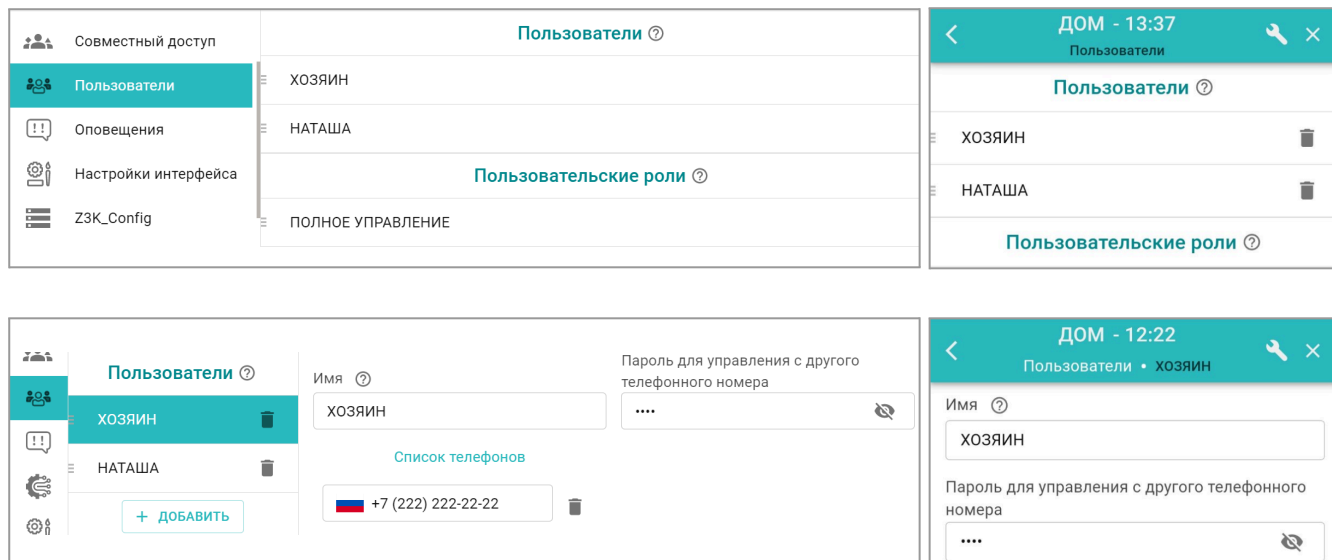 Совместный доступ
Пользователи
Оповещения
Настройки интерфейса
Z3K_Config
Пользователи ?
ХОЗЯИН
НАТАША
Пользовательские роли ?
ПОЛНОЕ УПРАВЛЕНИЕ
ДОМ - 13:37
Пользователи
Пользователи ?
ХОЗЯИН
НАТАША
Пользовательские роли ?
Пользователи ?
ХОЗЯИН
НАТАША
+ ДОБАВИТЬ
Имя ?
ХОЗЯИН
Пароль для управления с другого
телефонного номера
••••
Список телефонов
+7 (222) 222-22-22
ДОМ - 12:22
Пользователи • ХОЗЯИН
Имя ?
ХОЗЯИН
Пароль для управления с другого телефонного
номера
••••